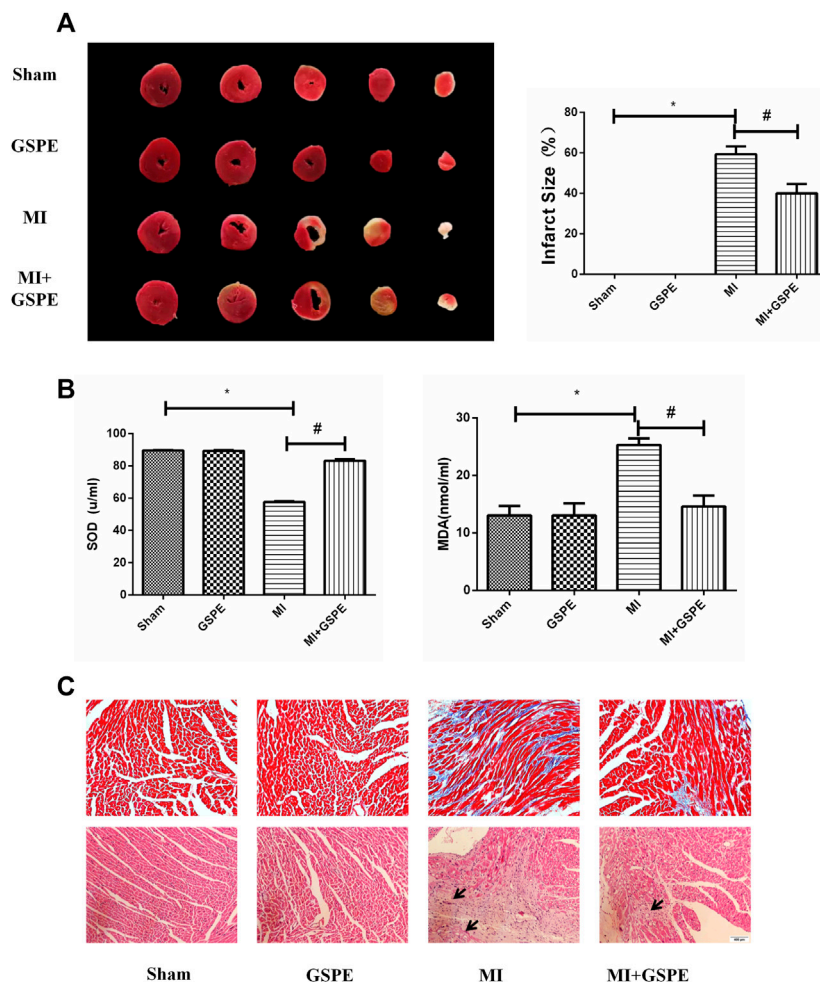 A
Sham
GSPE
MI
MI+
GSPE
Infarct Size (%)
80
60
40
20
0
*
#
Sham
GSPE
MI
MI+GSPE
B
SOD (u/ml)
100
80
60
40
20
0
*
#
Sham
GSPE
MI
MI+GSPE
MDA(nmol/ml)
30
20
10
0
*
#
Sham
GSPE
MI
MI+GSPE
C
Sham GSPE MI MI+GSPE